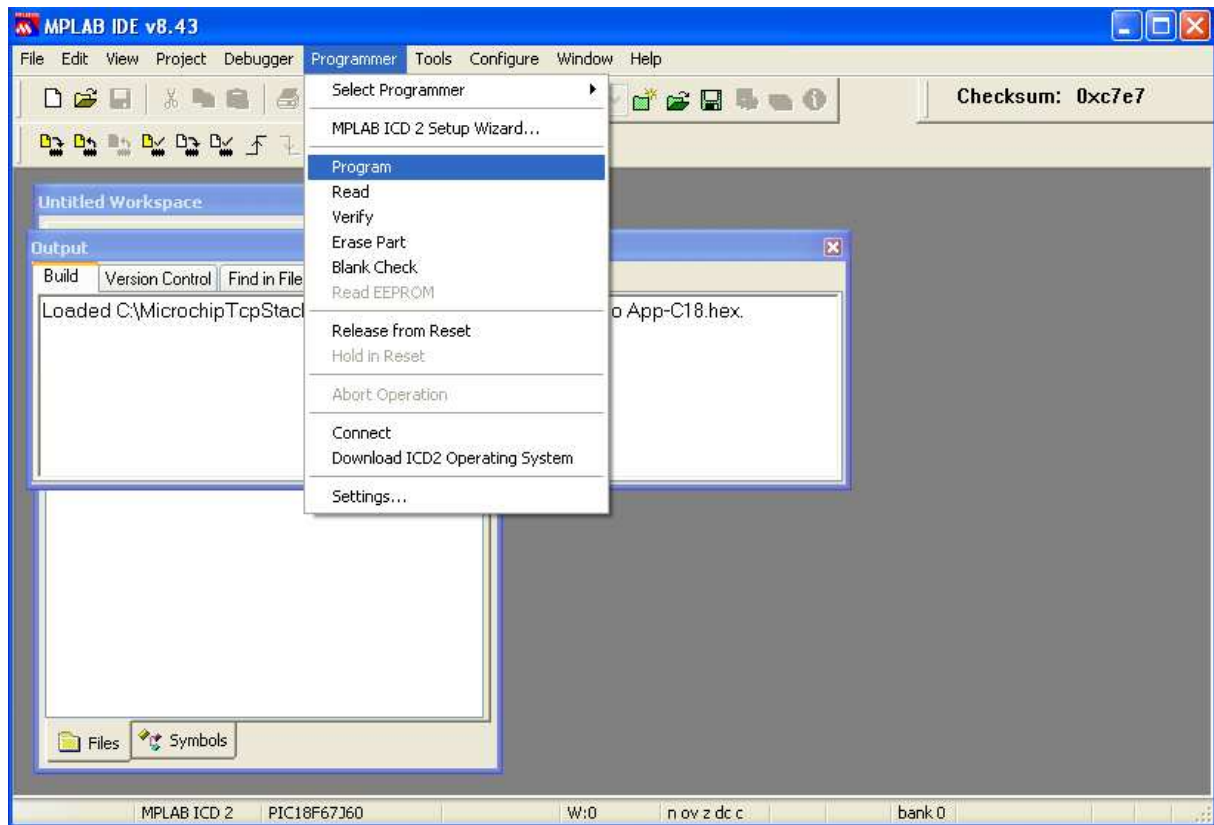 MPLAB IDE v8.43
File Edit View Project Debugger Programmer Tools Configure Window Help
Checksum: 0xc7e7
Select Programmer
MPLAB ICD 2 Setup Wizard...
Program
Read
Verify
Erase Part
Blank Check
Read EEPROM
Release from Reset
Hold in Reset
Abort Operation
Connect
Download ICD2 Operating System
Settings...
Untitled Workspace
Output
Build Version Control Find in File
Loaded C:\MicrochipTcpStac o App-C18.hex.
Files Symbols
MPLAB ICD 2 PIC18F67J60 W:0 n ov z dc c bank 0